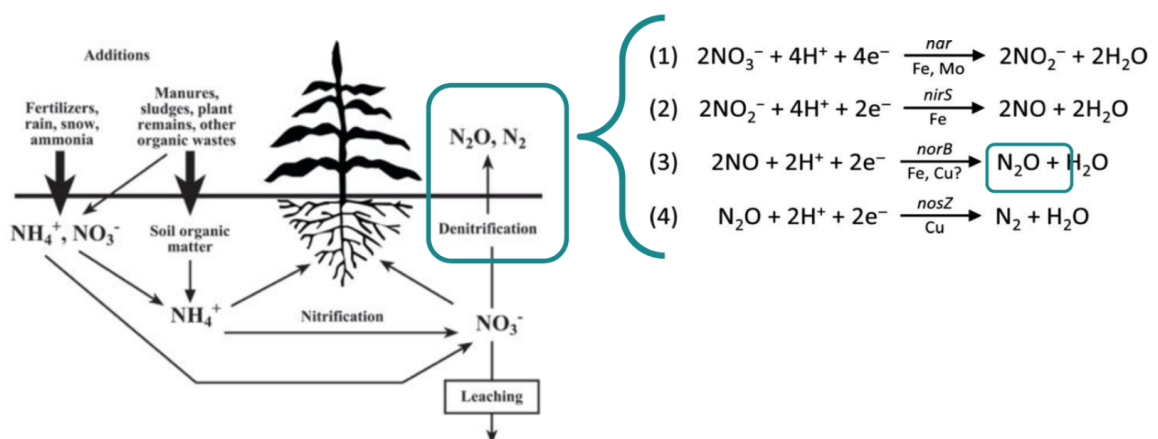 Additions
Fertilizers,
rain, snow,
ammonia
Manures,
sludges, plant
remains, other
organic wastes
N₂O, N₂
NH₄⁺, NO₃⁻
Soil organic
matter
Denitrification
NH₄⁺
Nitrification
NO₃⁻
Leaching
(1) 2NO₃⁻ + 4H⁺ + 4e⁻ nar Fe, Mo 2NO₂⁻ + 2H₂O
(2) 2NO₂⁻ + 4H⁺ + 2e⁻ nirS Fe 2NO + 2H₂O
(3) 2NO + 2H⁺ + 2e⁻ norB Fe, Cu? N₂O + H₂O
(4) N₂O + 2H⁺ + 2e⁻ nosZ Cu N₂ + H₂O